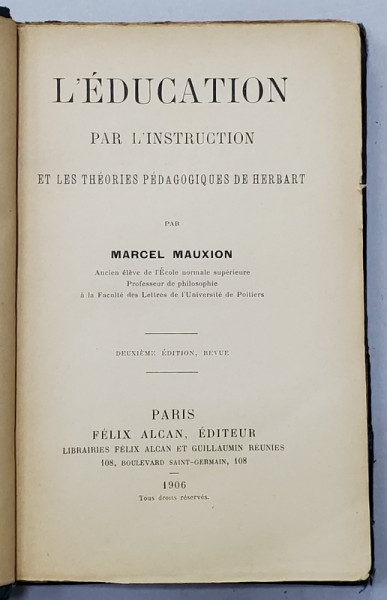 L'ÉDUCATION
PAR L'INSTRUCTION
ET LES THÉORIES PÉDAGOGIQUES DE HERBART
PAR
MARCEL MAUXION
Ancien élève de l'École normale supérieure
Professeur de philosophie
à la Faculté des Lettres de l'Université de Poitiers
DEUXIÈME ÉDITION, REVUE
PARIS
FÉLIX ALCAN, ÉDITEUR
LIBRAIRIES FÉLIX ALCAN ET GUILLAUMIN RÉUNIES
108, BOULEVARD SAINT-GERMAIN, 108
1906
Tous droits réservés.